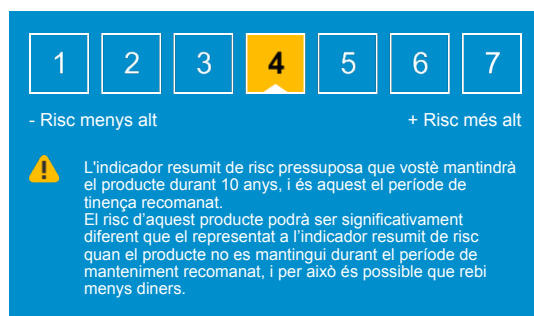 1 2 3 4 5 6 7
- Risc menys alt + Risc més alt
L'indicador resumit de risc pressuposa que vostè mantindrà
el producte durant 10 anys, i és aquest el període de
tinença recomanat.
El risc d’aquest producte podrà ser significativament
diferent que el representat a l’indicador resumit de risc
quan el producte no es mantingui durant el període de
manteniment recomanat, i per això és possible que rebi
menys diners.